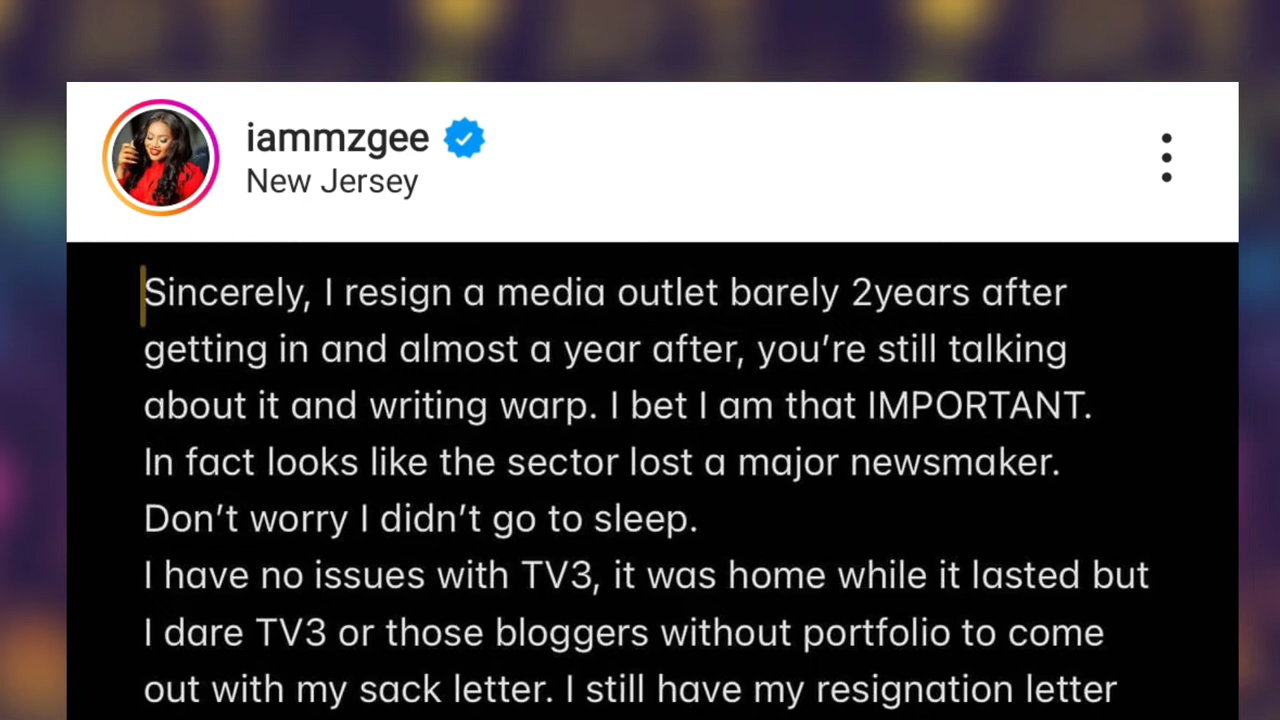 iammzgee
New Jersey
Sincerely, I resign a media outlet barely 2years after
getting in and almost a year after, you’re still talking
about it and writing warp. I bet I am that IMPORTANT.
In fact looks like the sector lost a major newsmaker.
Don’t worry I didn’t go to sleep.
I have no issues with TV3, it was home while it lasted but
I dare TV3 or those bloggers without portfolio to come
out with my sack letter. I still have my resignation letter